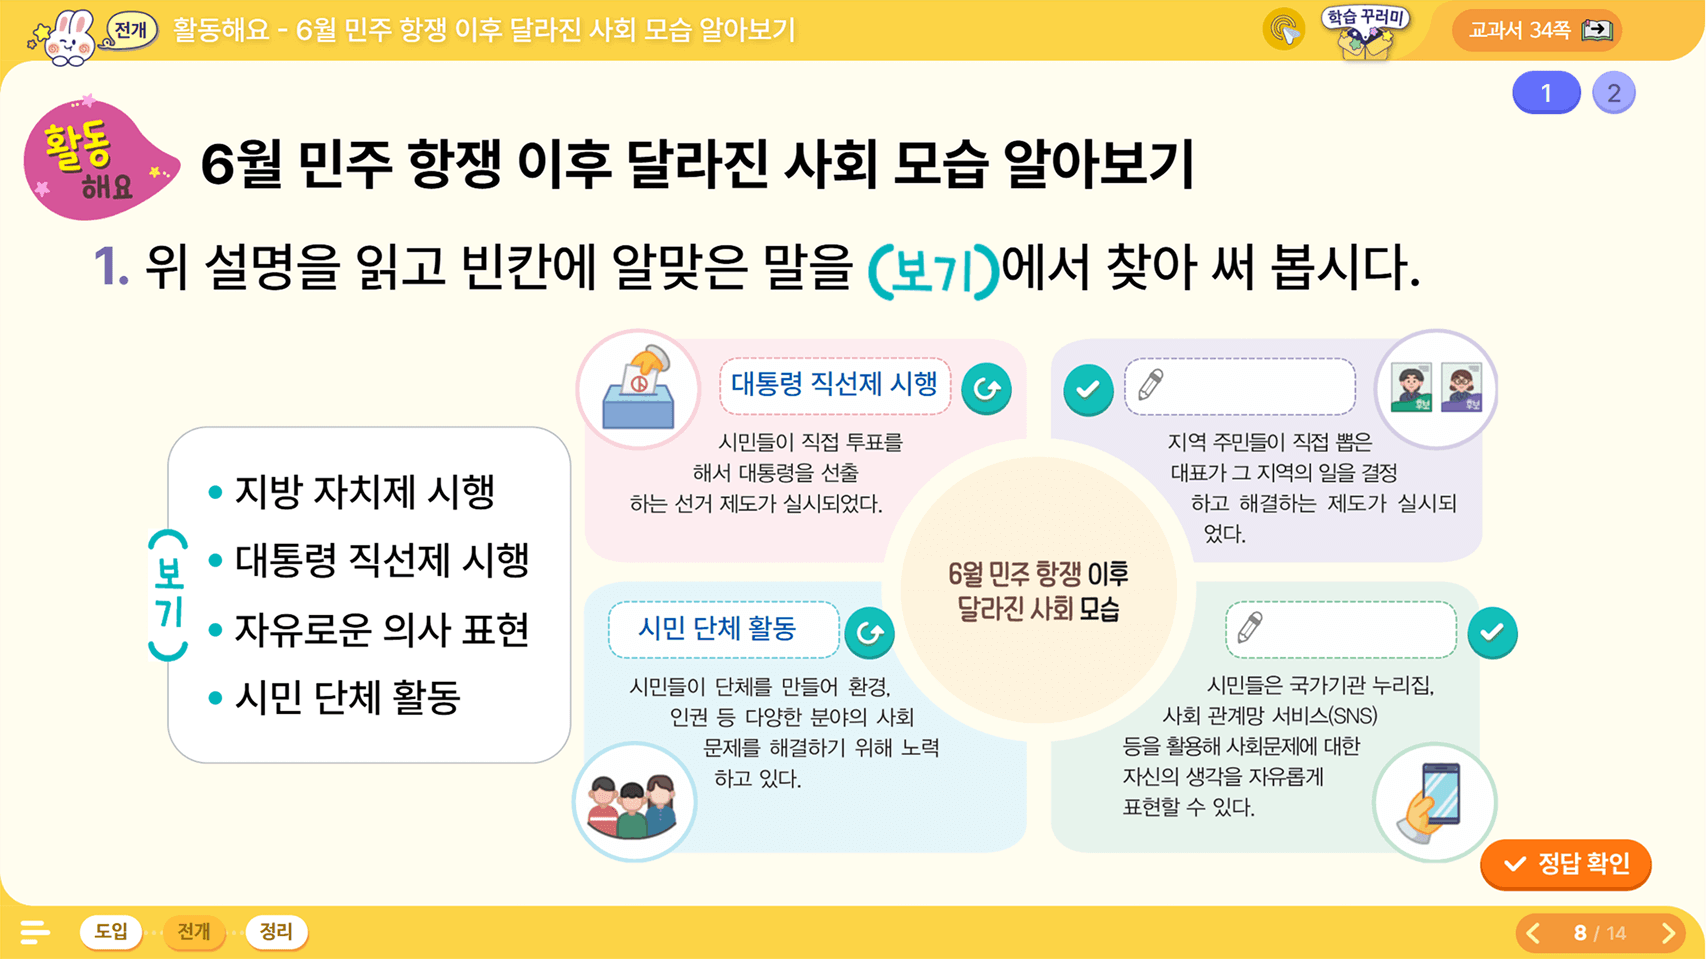 전개
활동해요 - 6월 민주 항쟁 이후 달라진 사회 모습 알아보기
학습 꾸러미
교과서 34쪽
1
2
활동
해요
6월 민주 항쟁 이후 달라진 사회 모습 알아보기
1. 위 설명을 읽고 빈칸에 알맞은 말을 (보기)에서 찾아 써 봅시다.
(보기)
• 지방 자치제 시행
• 대통령 직선제 시행
• 자유로운 의사 표현
• 시민 단체 활동
대통령 직선제 시행
시민들이 직접 투표를
해서 대통령을 선출
하는 선거 제도가 실시되었다.
후보
후보
지역 주민들이 직접 뽑은
대표가 그 지역의 일을 결정
하고 해결하는 제도가 실시되
었다.
6월 민주 항쟁 이후
달라진 사회 모습
시민 단체 활동
시민들이 단체를 만들어 환경,
인권 등 다양한 분야의 사회
문제를 해결하기 위해 노력
하고 있다.
시민들은 국가기관 누리집,
사회 관계망 서비스(SNS)
등을 활용해 사회문제에 대한
자신의 생각을 자유롭게
표현할 수 있다.
정답 확인
도입
전개
정리
8 / 14